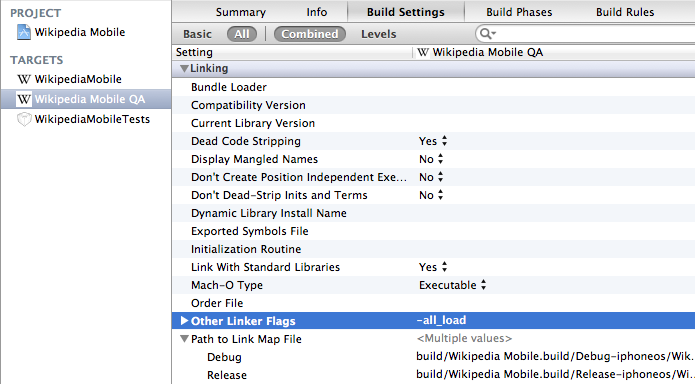 PROJECT
Wikipedia Mobile
TARGETS
W WikipediaMobile
W Wikipedia Mobile QA
WikipediaMobileTests
Summary Info Build Settings Build Phases Build Rules
Basic All Combined Levels
Setting W Wikipedia Mobile QA
Linking
Bundle Loader
Compatibility Version
Current Library Version
Dead Code Stripping Yes
Display Mangled Names No
Don't Create Position Independent Exe... No
Don't Dead-Strip Inits and Terms No
Dynamic Library Install Name
Exported Symbols File
Initialization Routine
Link With Standard Libraries Yes
Mach-O Type Executable
Order File
Other Linker Flags -all_load
Path to Link Map File <Multiple values>
Debug build/Wikipedia Mobile.build/Debug-iphoneos/Wik...
Release build/Wikipedia Mobile.build/Release-iphoneos/Wi...